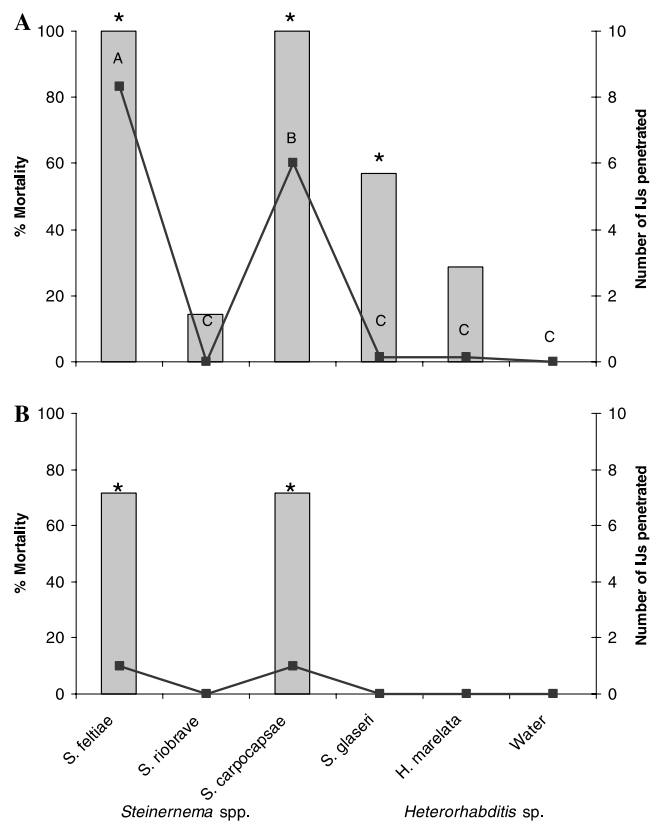 A
100
80
60
40
20
0
% Mortality
10
8
6
4
2
0
Number of IJs penetrated
*
A
C
*
B
*
C
C
C
B
100
80
60
40
20
0
% Mortality
10
8
6
4
2
0
Number of IJs penetrated
*
*
S. feltiae
S. riobrave
S. carpocapsae
S. glaseri
H. marelata
Water
Steinernema spp.
Heterorhabditis sp.